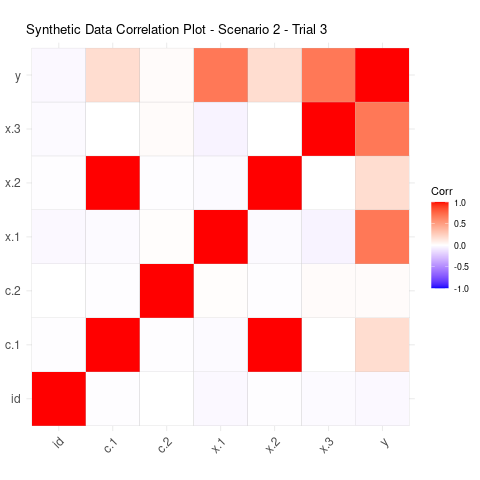 Synthetic Data Correlation Plot - Scenario 2 - Trial 3
y
x.3
x.2
x.1
c.2
c.1
id
id
c.1
c.2
x.1
x.2
x.3
y
Corr
1.0
0.5
0.0
-0.5
-1.0